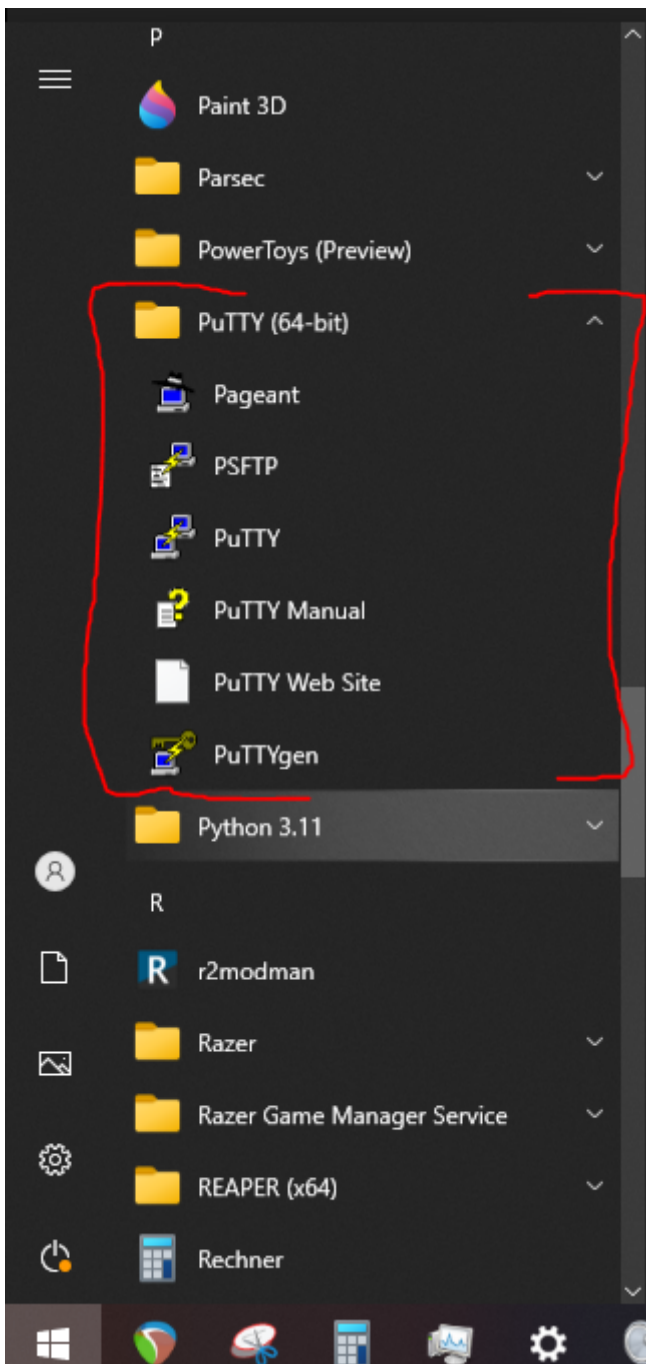 P
Paint 3D
Parsec
PowerToys (Preview)
PuTTY (64-bit)
Pageant
PSFTP
PuTTY
PuTTY Manual
PuTTY Web Site
PuTTYgen
Python 3.11
R
R r2modman
Razer
Razer Game Manager Service
REAPER (x64)
Rechner